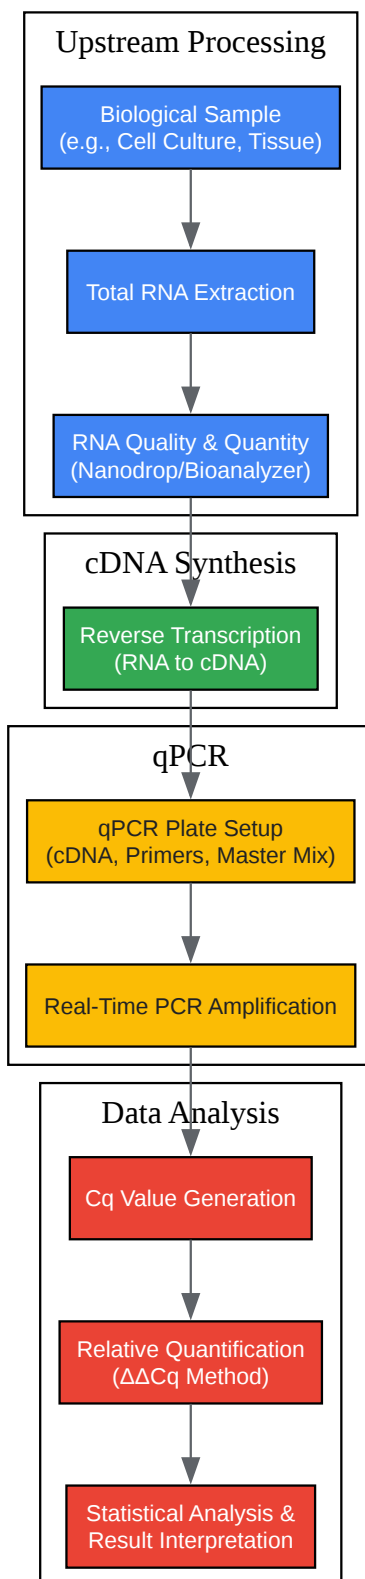 Upstream Processing
Biological Sample
(e.g., Cell Culture, Tissue)
Total RNA Extraction
RNA Quality & Quantity
(Nanodrop/Bioanalyzer)
cDNA Synthesis
Reverse Transcription
(RNA to cDNA)
qPCR
qPCR Plate Setup
(cDNA, Primers, Master Mix)
Real-Time PCR Amplification
Data Analysis
Cq Value Generation
Relative Quantification
(ΔΔCq Method)
Statistical Analysis &
Result Interpretation